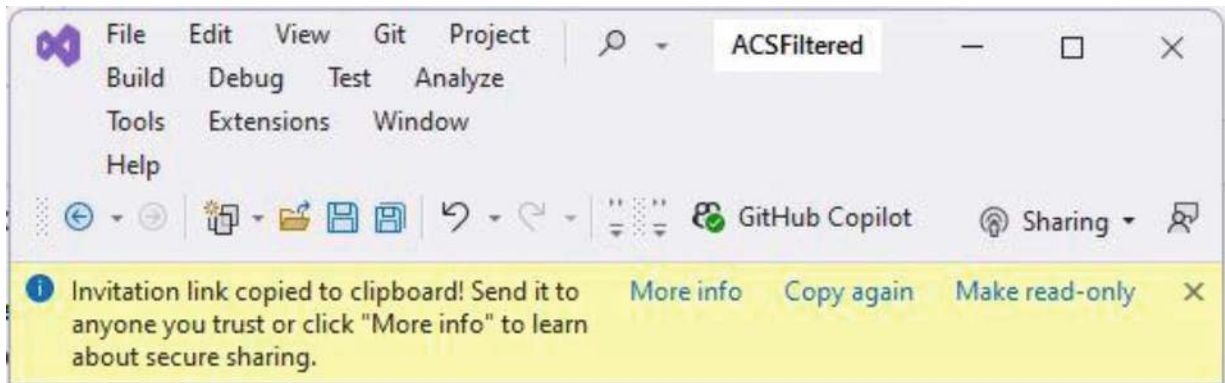 File Edit View Git Project ACSFiltered
Build Debug Test Analyze
Tools Extensions Window
Help
GitHub Copilot Sharing
Invitation link copied to clipboard! Send it to More info Copy again Make read-only
anyone you trust or click "More info" to learn
about secure sharing.